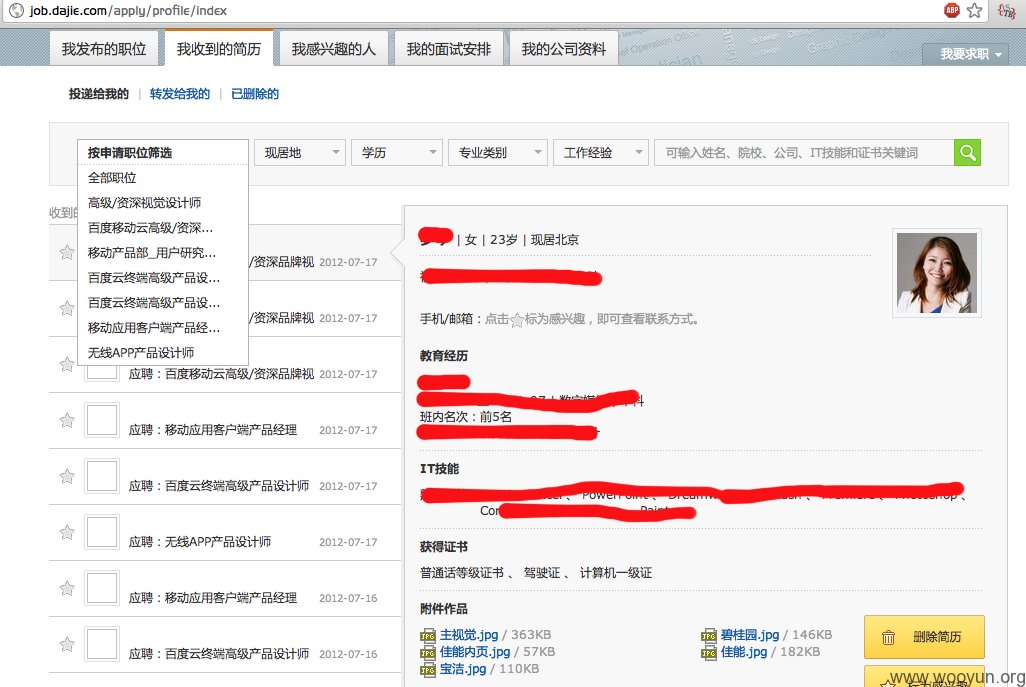 job.dajie.com/apply/profile/index
ABP
我发布的职位 我收到的简历 我感兴趣的人 我的面试安排 我的公司资料 我要求职
投递给我的 | 转发给我的 | 已删除的
按申请职位筛选 现居地 学历 专业类别 工作经验 可输入姓名、院校、公司、IT技能和证书关键词
全部职位
高级/资深视觉设计师
百度移动云高级/资深...
移动产品部_用户研究...
百度云终端高级产品设...
百度云终端高级产品设...
移动应用客户端产品经...
无线APP产品设计师
收到的
/资深品牌视 2012-07-17
/资深品牌视 2012-07-17
应聘：百度移动云高级/资深品牌视 2012-07-17
应聘：移动应用客户端产品经理 2012-07-17
应聘：百度云终端高级产品设计师 2012-07-17
应聘：无线APP产品设计师 2012-07-17
应聘：移动应用客户端产品经理 2012-07-16
应聘：百度云终端高级产品设计师 2012-07-16
| 女 | 23岁 | 现居北京
手机/邮箱：点击 标为感兴趣，即可查看联系方式。
教育经历
班内名次：前5名
IT技能
PowerPoint 、
获得证书
普通话等级证书 、 驾驶证 、 计算机一级证
附件作品
JPG 主视觉.jpg / 363KB
JPG 碧桂园.jpg / 146KB
JPG 佳能内页.jpg / 57KB
JPG 佳能.jpg / 182KB
JPG 宝洁.jpg / 110KB
删除简历
标为感兴趣
www.wooyun.org